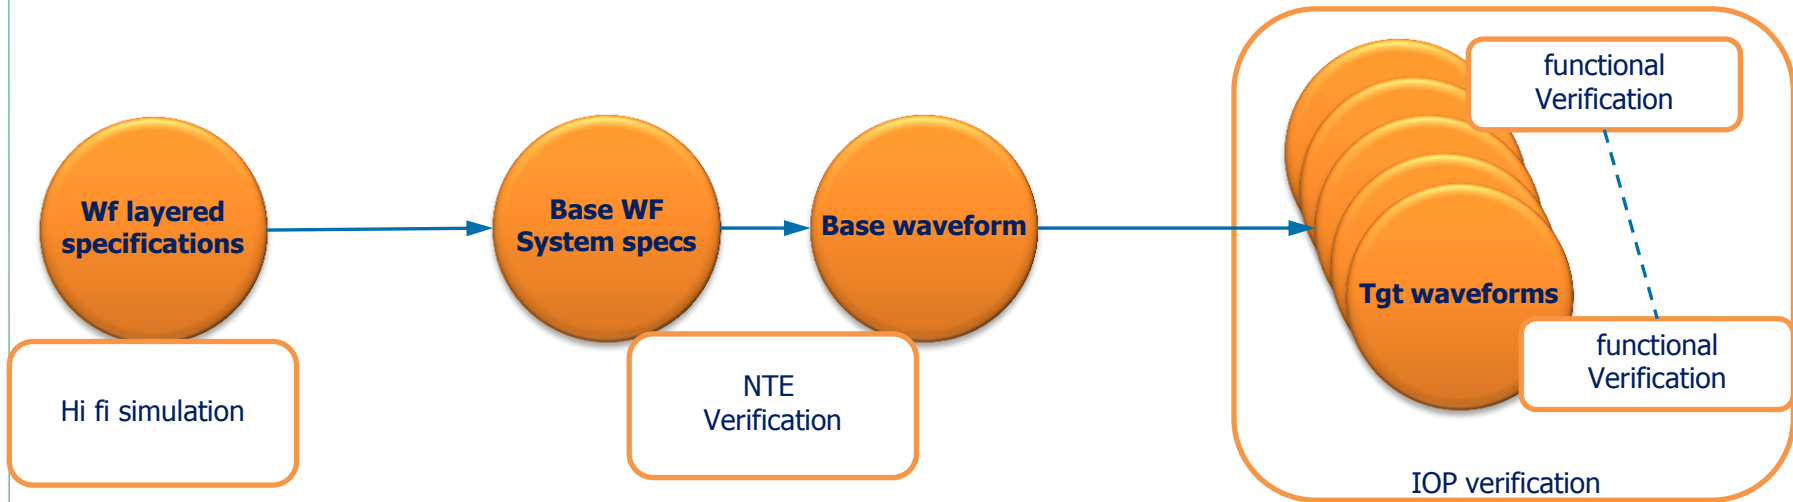 Wf layered
specifications
Hi fi simulation
Base WF
System specs
NTE
Verification
Base waveform
functional
Verification
Tgt waveforms
functional
Verification
IOP verification